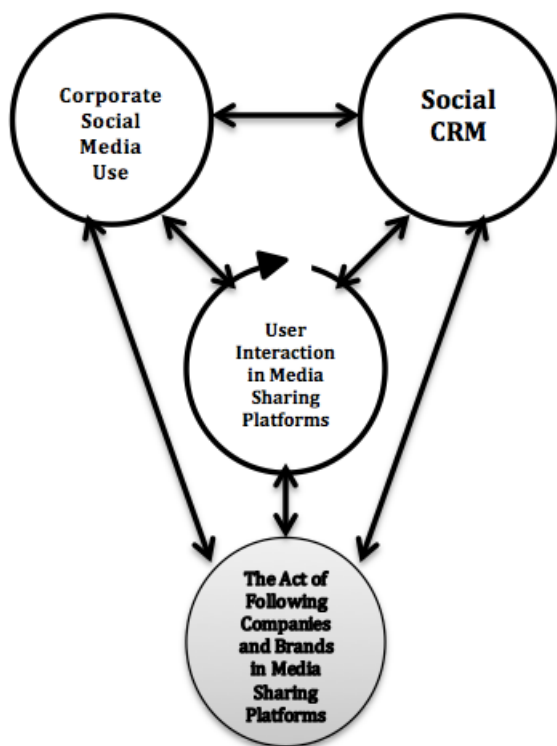 Corporate
Social
Media
Use
Social
CRM
User
Interaction
in Media
Sharing
Platforms
The Act of
Following
Companies
and Brands
in Media
Sharing
Platforms